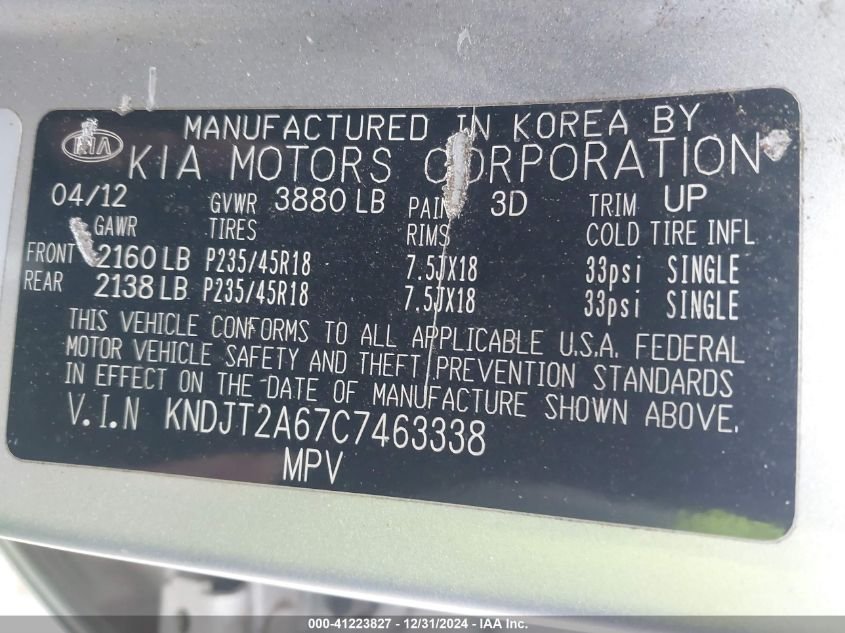 MANUFACTURED IN KOREA BY
KIA KIA MOTORS CORPORATION
04/12 GVWR 3880 LB 3D TRIM UP
GAWR TIRES RIMS COLD TIRE INFL
FRONT 2160 LB P235/45R18 7.5JX18 33psi SINGLE
REAR 2138 LB P235/45R18 7.5JX18 33psi SINGLE
THIS VEHICLE CONFORMS TO ALL APPLICABLE U.S.A. FEDERAL
MOTOR VEHICLE SAFETY AND THEFT PREVENTION STANDARDS
IN EFFECT ON THE DATE OF MANUFACTURE SHOWN ABOVE.
V.I.N KNDJT2A67C7463338
MPV
000-41223827 - 12/31/2024 - IAA Inc.